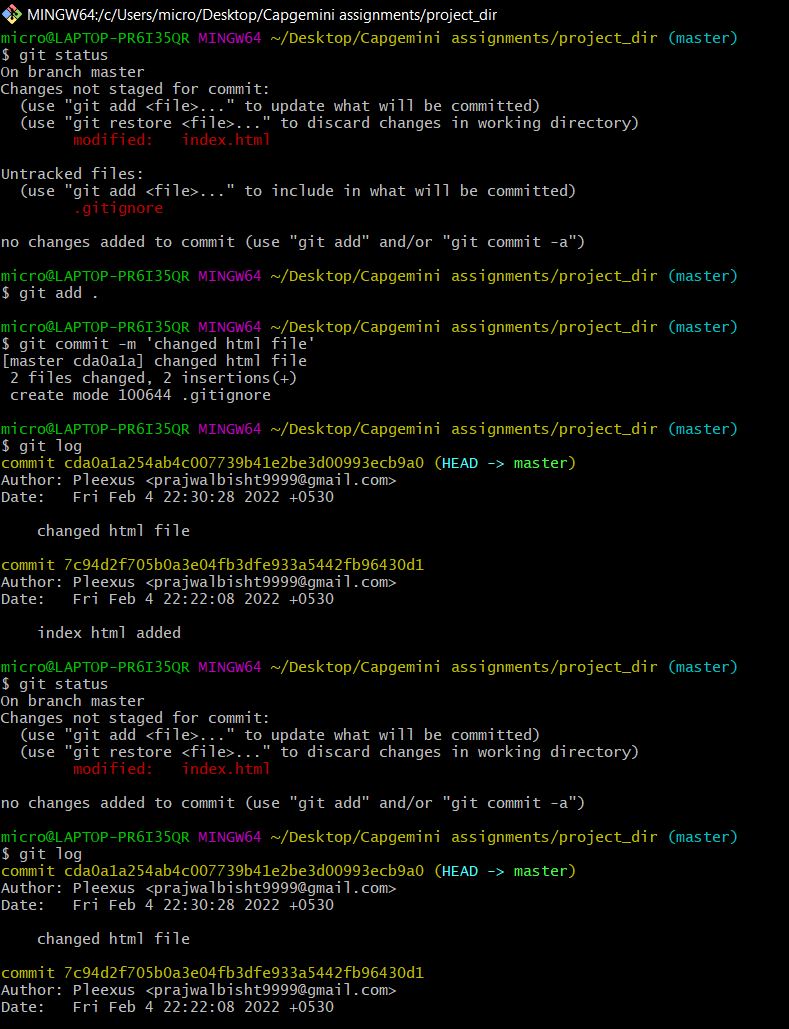 MINGW64:/c/Users/micro/Desktop/Capgemini assignments/project_dir
micro@LAPTOP-PR6I35QR MINGW64 ~/Desktop/Capgemini assignments/project_dir (master)
$ git status
On branch master
Changes not staged for commit:
  (use "git add <file>..." to update what will be committed)
  (use "git restore <file>..." to discard changes in working directory)
        modified:   index.html

Untracked files:
  (use "git add <file>..." to include in what will be committed)
        .gitignore

no changes added to commit (use "git add" and/or "git commit -a")

micro@LAPTOP-PR6I35QR MINGW64 ~/Desktop/Capgemini assignments/project_dir (master)
$ git add .

micro@LAPTOP-PR6I35QR MINGW64 ~/Desktop/Capgemini assignments/project_dir (master)
$ git commit -m 'changed html file'
[master cda0a1a] changed html file
 2 files changed, 2 insertions(+)
 create mode 100644 .gitignore

micro@LAPTOP-PR6I35QR MINGW64 ~/Desktop/Capgemini assignments/project_dir (master)
$ git log
commit cda0a1a254ab4c007739b41e2be3d00993ecb9a0 (HEAD -> master)
Author: Pleexus <prajwalbisht9999@gmail.com>
Date:   Fri Feb 4 22:30:28 2022 +0530

    changed html file

commit 7c94d2f705b0a3e04fb3dfe933a5442fb96430d1
Author: Pleexus <prajwalbisht9999@gmail.com>
Date:   Fri Feb 4 22:22:08 2022 +0530

    index html added

micro@LAPTOP-PR6I35QR MINGW64 ~/Desktop/Capgemini assignments/project_dir (master)
$ git status
On branch master
Changes not staged for commit:
  (use "git add <file>..." to update what will be committed)
  (use "git restore <file>..." to discard changes in working directory)
        modified:   index.html

no changes added to commit (use "git add" and/or "git commit -a")

micro@LAPTOP-PR6I35QR MINGW64 ~/Desktop/Capgemini assignments/project_dir (master)
$ git log
commit cda0a1a254ab4c007739b41e2be3d00993ecb9a0 (HEAD -> master)
Author: Pleexus <prajwalbisht9999@gmail.com>
Date:   Fri Feb 4 22:30:28 2022 +0530

    changed html file

commit 7c94d2f705b0a3e04fb3dfe933a5442fb96430d1
Author: Pleexus <prajwalbisht9999@gmail.com>
Date:   Fri Feb 4 22:22:08 2022 +0530